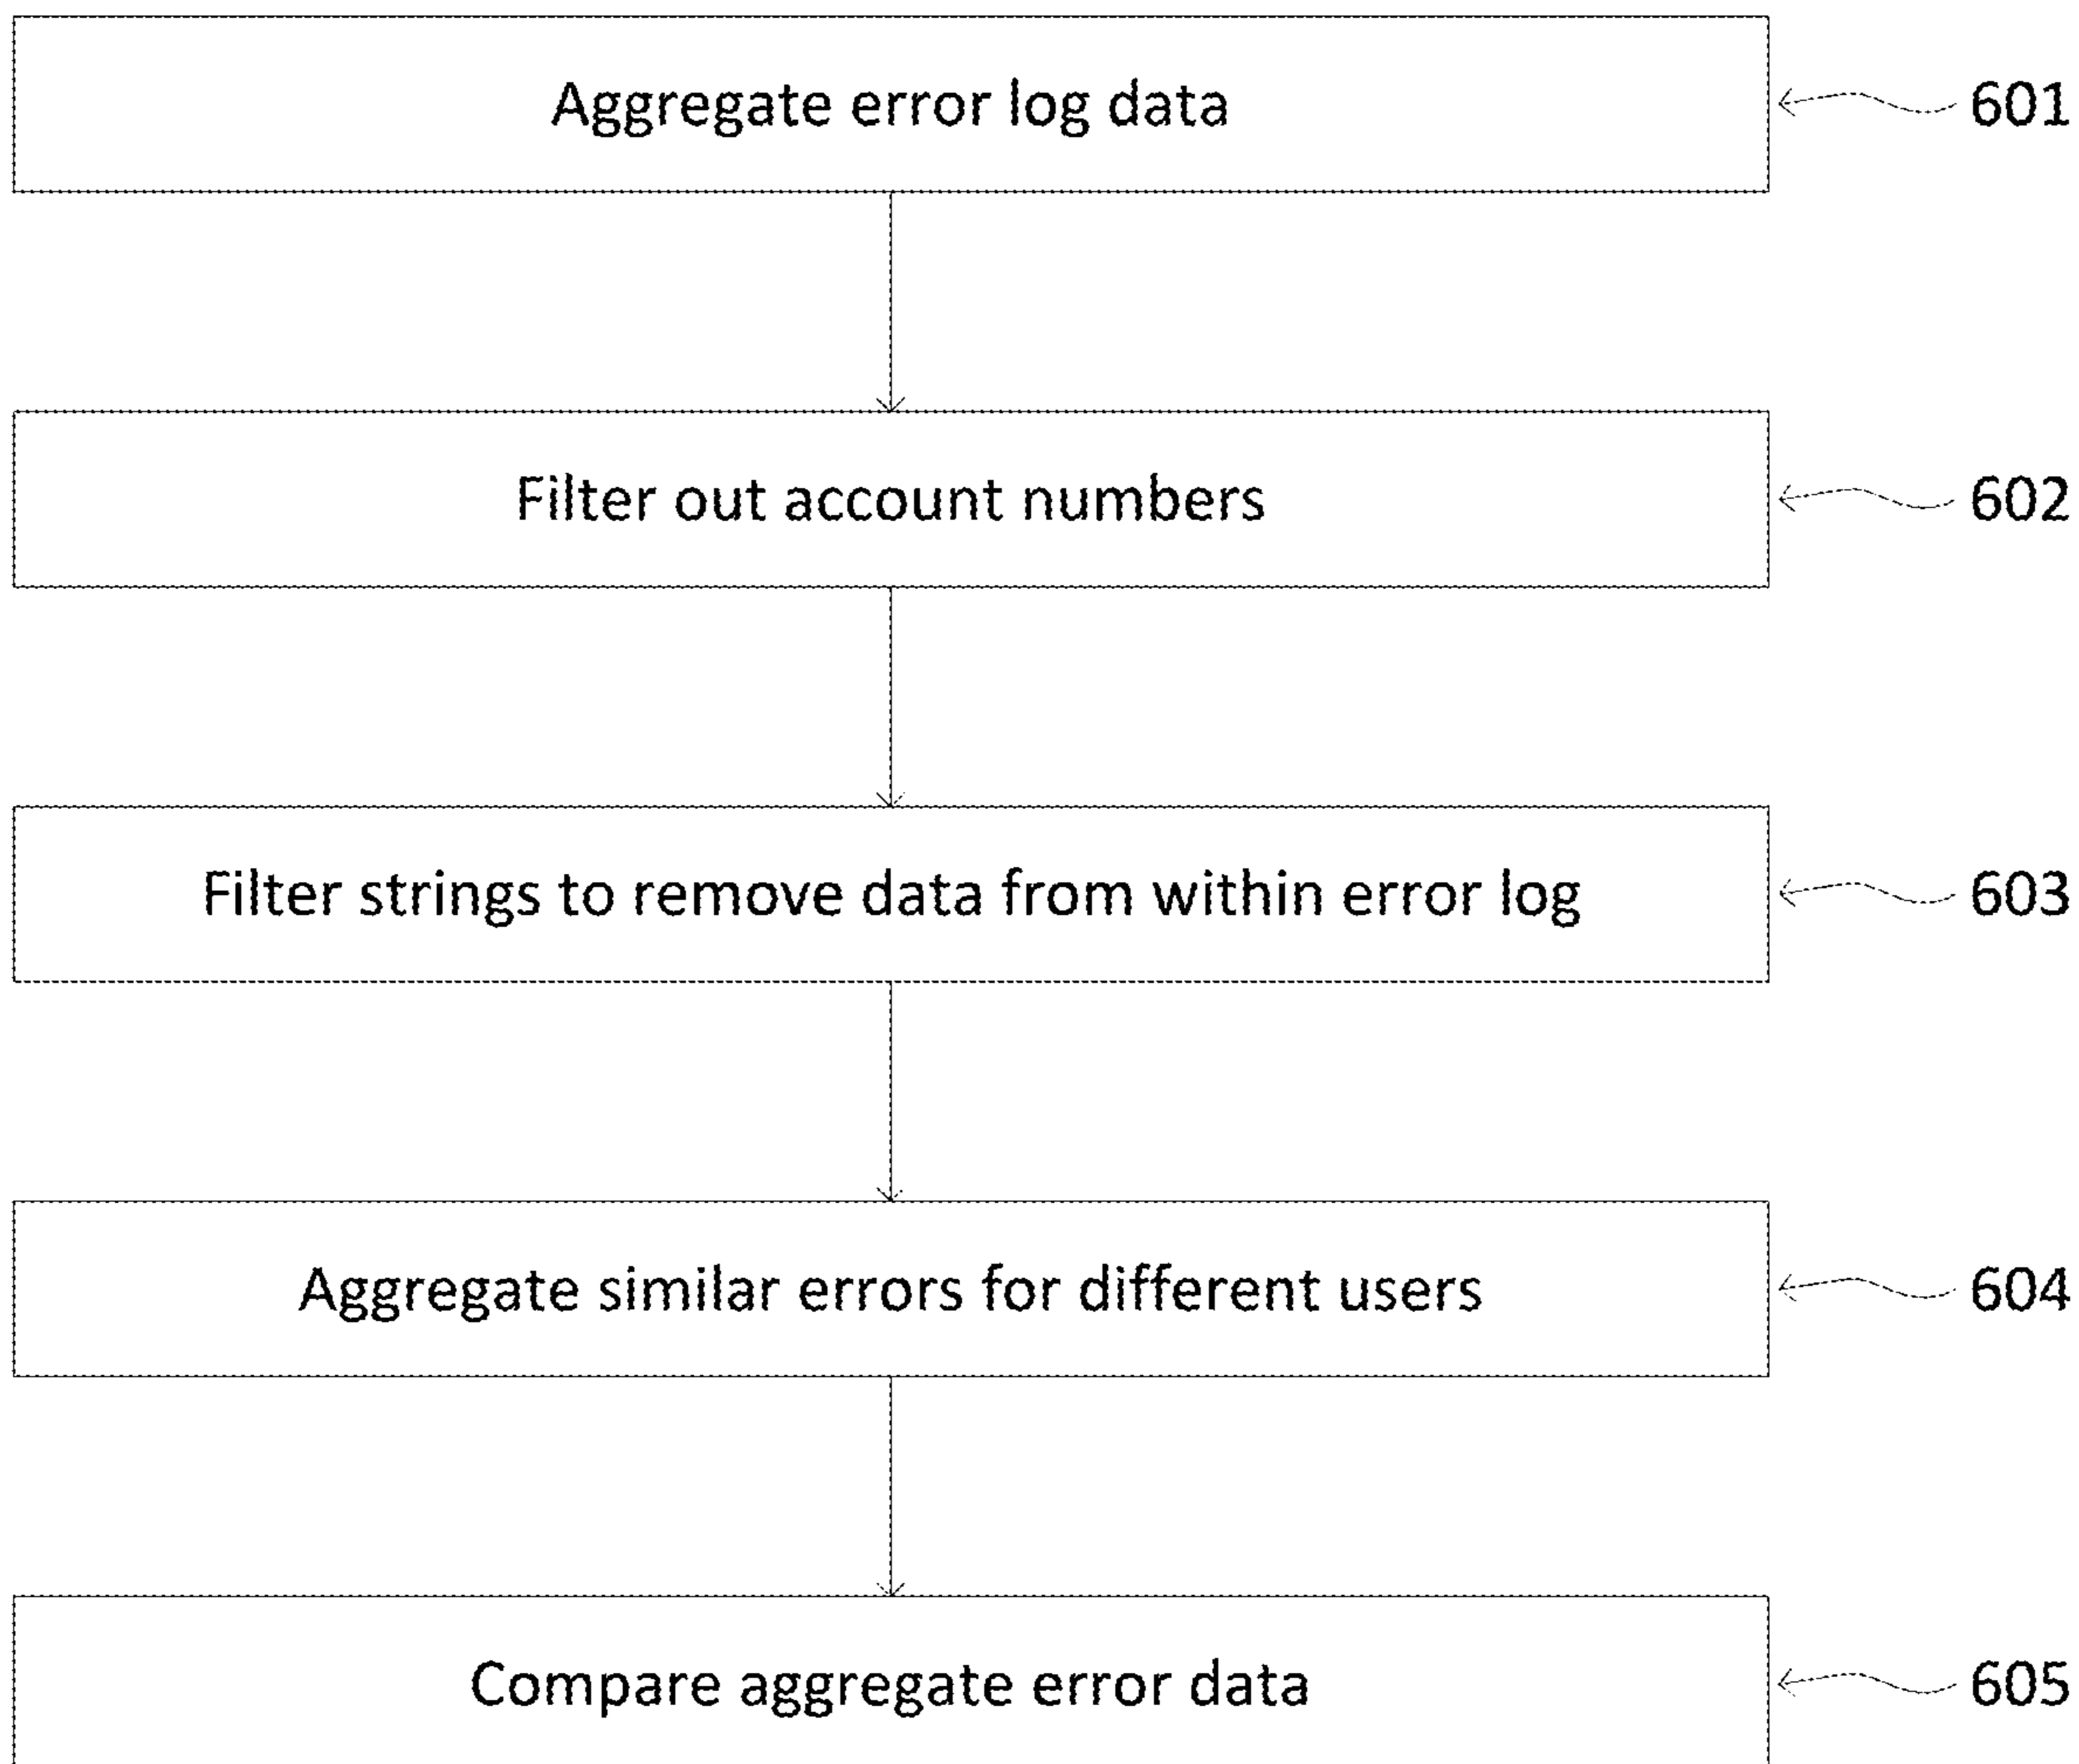 Aggregate error log data
601
Filter out account numbers
602
Filter strings to remove data from within error log
603
Aggregate similar errors for different users
604
Compare aggregate error data
605